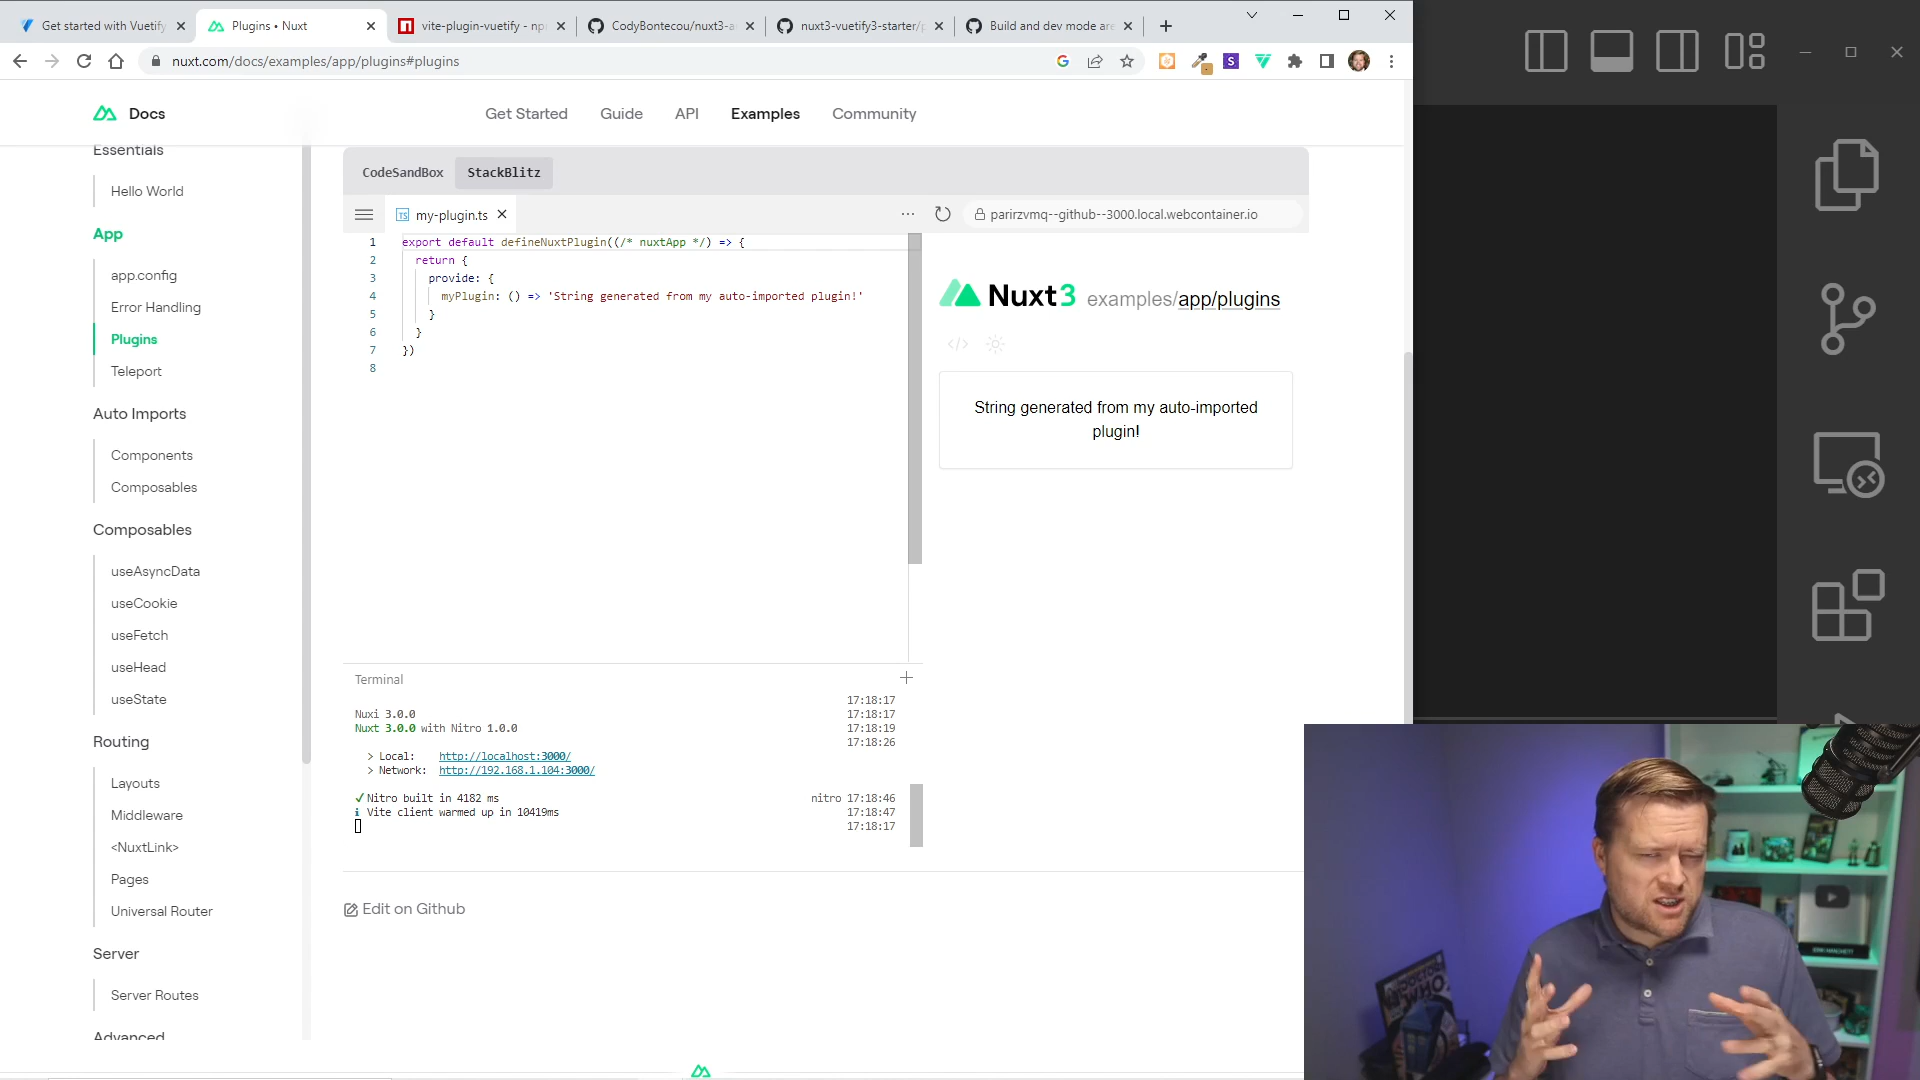 Get started with Vuetify
Plugins • Nuxt
vite-plugin-vuetify - np
CodyBontecou/nuxt3-a
nuxt3-vuetify3-starter/p
Build and dev mode are
nuxt.com/docs/examples/app/plugins#plugins
Docs
Get Started
Guide
API
Examples
Community
Essentials
Hello World
App
app.config
Error Handling
Plugins
Teleport
Auto Imports
Components
Composables
Composables
useAsyncData
useCookie
useFetch
useHead
useState
Routing
Layouts
Middleware
<NuxtLink>
Pages
Universal Router
Server
Server Routes
Advanced
CodeSandBox
StackBlitz
TS my-plugin.ts
parirzvmq--github--3000.local.webcontainer.io
1 export default defineNuxtPlugin((/* nuxtApp */) => {
2 return {
3 provide: {
4 myPlugin: () => 'String generated from my auto-imported plugin!'
5 }
6 }
7 })
8
Nuxt3 examples/app/plugins
</>
String generated from my auto-imported
plugin!
Terminal
17:18:17
Nuxi 3.0.0 17:18:17
Nuxt 3.0.0 with Nitro 1.0.0 17:18:19
17:18:26
> Local: http://localhost:3000/
> Network: http://192.168.1.104:3000/
✓ Nitro built in 4182 ms nitro 17:18:46
ℹ Vite client warmed up in 10419ms 17:18:47
17:18:17
Edit on Github